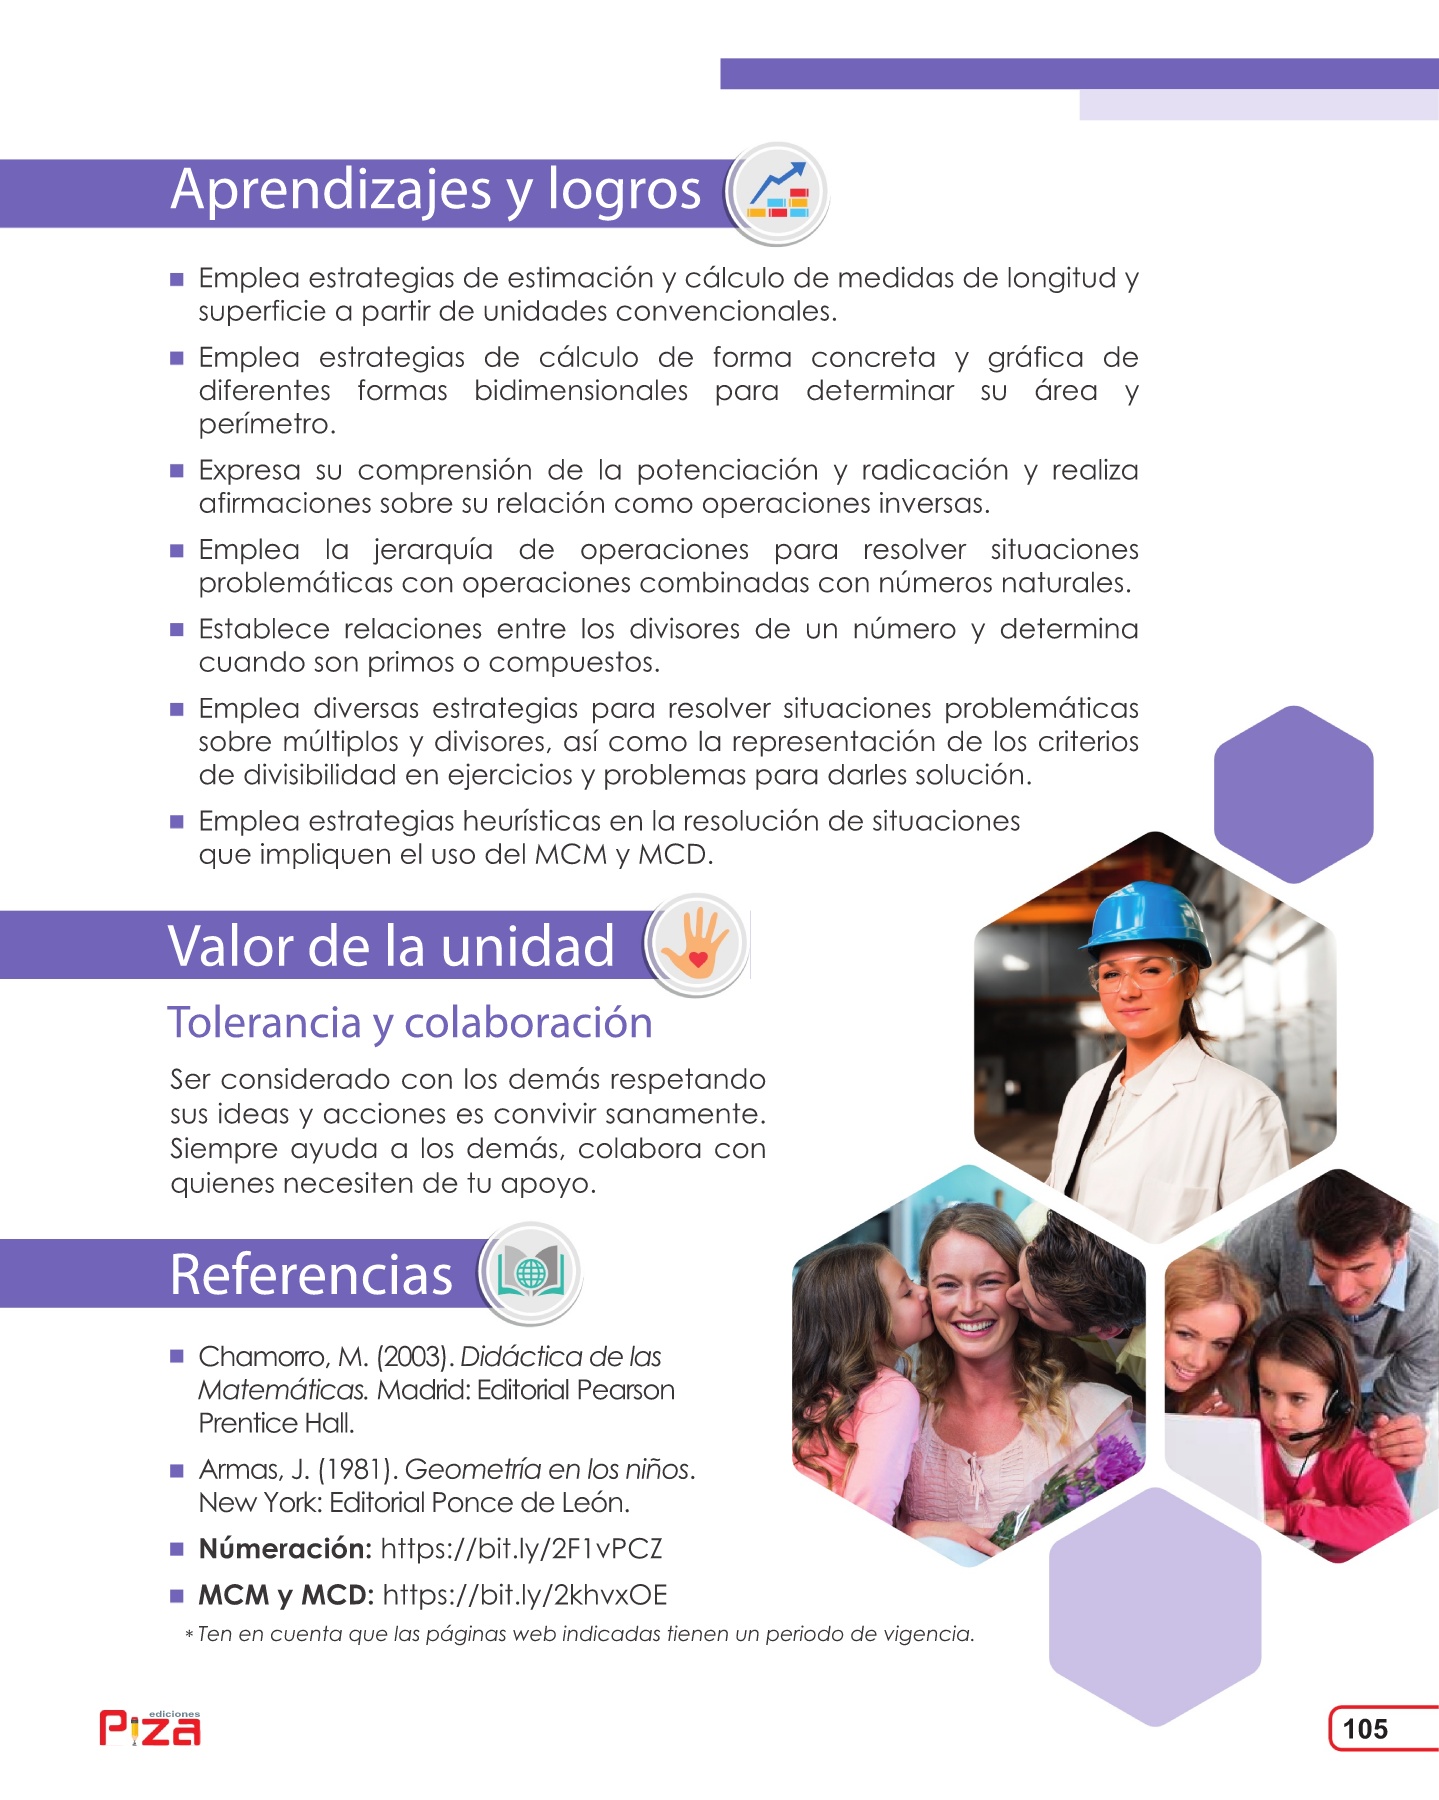 Aprendizajes y logros
Emplea estrategias de estimación y cálculo de medidas de longitud y
superficie a partir de unidades convencionales.
Emplea estrategias de cálculo de forma concreta y gráfica de
diferentes formas bidimensionales para determinar su área y
perímetro.
Expresa su comprensión de la potenciación y radicación y realiza
afirmaciones sobre su relación como operaciones inversas.
Emplea la jerarquía de operaciones para resolver situaciones
problemáticas con operaciones combinadas con números naturales.
Establece relaciones entre los divisores de un número y determina
cuando son primos o compuestos.
Emplea diversas estrategias para resolver situaciones problemáticas
sobre múltiplos y divisores, así como la representación de los criterios
de divisibilidad en ejercicios y problemas para darles solución.
Emplea estrategias heurísticas en la resolución de situaciones
que impliquen el uso del MCM y MCD.
Valor de la unidad
Tolerancia y colaboración
Ser considerado con los demás respetando
sus ideas y acciones es convivir sanamente.
Siempre ayuda a los demás, colabora con
quienes necesiten de tu apoyo.
Referencias
Chamorro, M. (2003). Didáctica de las
Matemáticas. Madrid: Editorial Pearson
Prentice Hall.
Armas, J. (1981). Geometría en los niños.
New York: Editorial Ponce de León.
Númeración: https://bit.ly/2F1vPCZ
MCM y MCD: https://bit.ly/2khvxOE
* Ten en cuenta que las páginas web indicadas tienen un periodo de vigencia.
ediciones
Piza
105